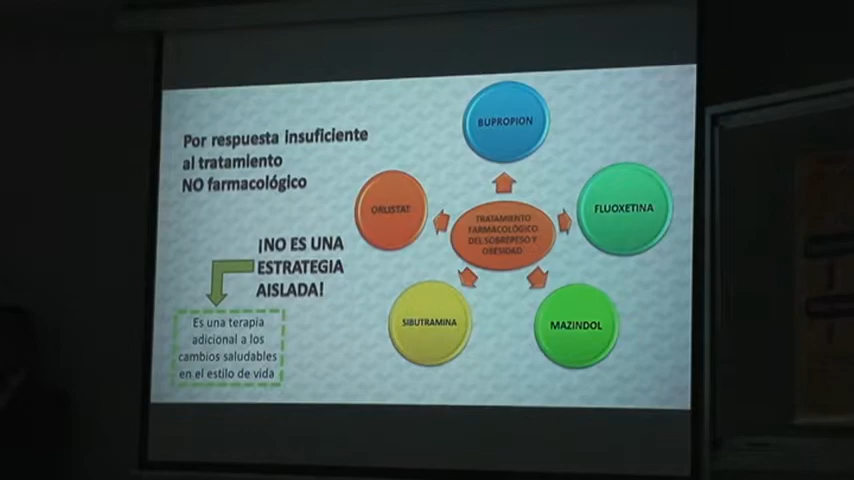 Por respuesta insuficiente
al tratamiento
NO farmacológico
¡NO ES UNA
ESTRATEGIA
AISLADA!
Es una terapia
adicional a los
cambios saludables
en el estilo de vida
BUPROPION
ORLISTAT
FLUOXETINA
TRATAMIENTO
FARMACOLÓGICO
DEL SOBREPESO Y
OBESIDAD
SIBUTRAMINA
MAZINDOL